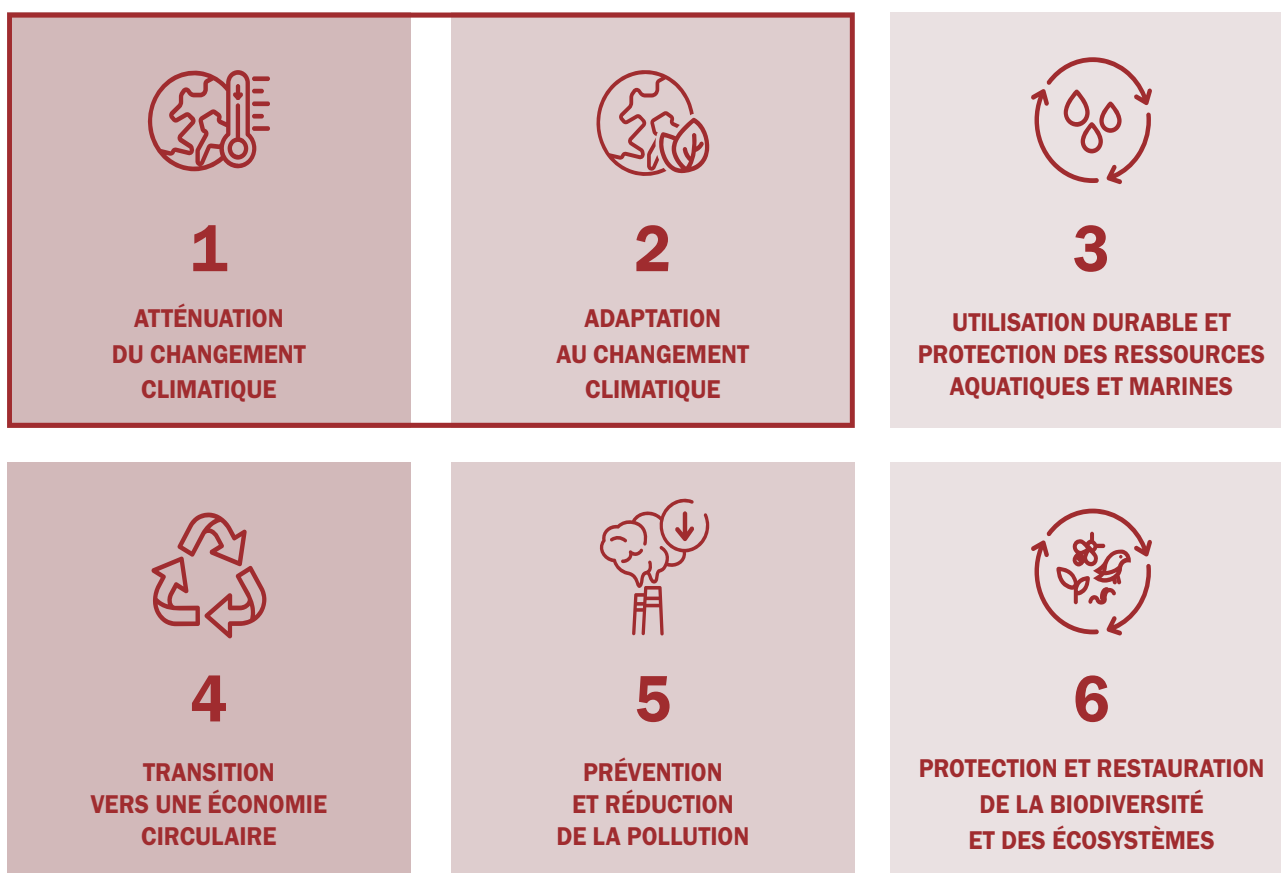 1
ATTÉNUATION
DU CHANGEMENT
CLIMATIQUE
2
ADAPTATION
AU CHANGEMENT
CLIMATIQUE
3
UTILISATION DURABLE ET
PROTECTION DES RESSOURCES
AQUATIQUES ET MARINES
4
TRANSITION
VERS UNE ÉCONOMIE
CIRCULAIRE
5
PRÉVENTION
ET RÉDUCTION
DE LA POLLUTION
6
PROTECTION ET RESTAURATION
DE LA BIODIVERSITÉ
ET DES ÉCOSYSTÈMES